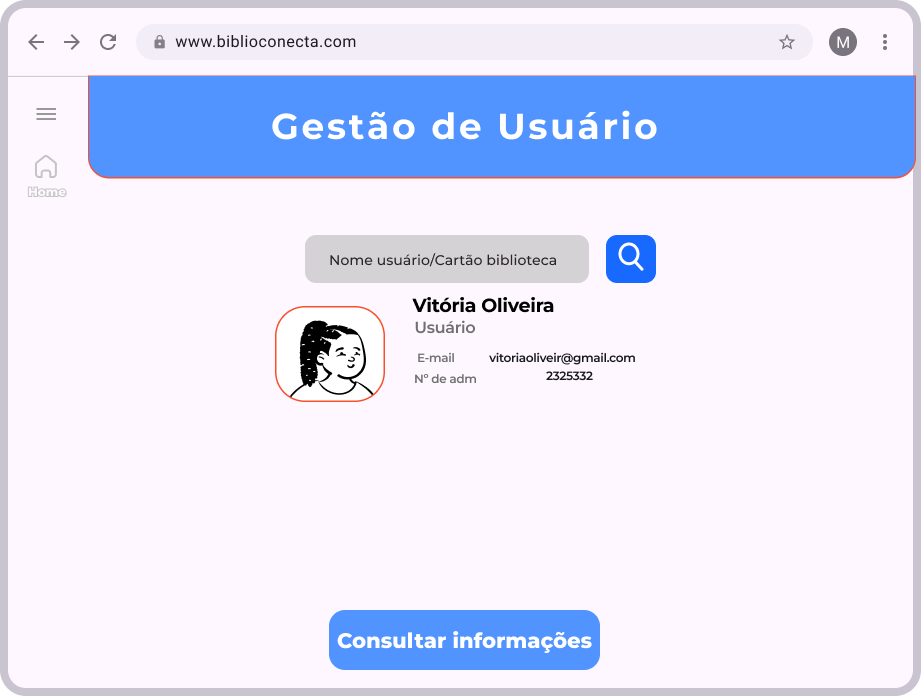 www.biblioconecta.com
M
Gestão de Usuário
Home
Nome usuário/Cartão biblioteca
Vitória Oliveira
Usuário
E-mail vitoriaoliveir@gmail.com
Nº de adm 2325332
Consultar informações